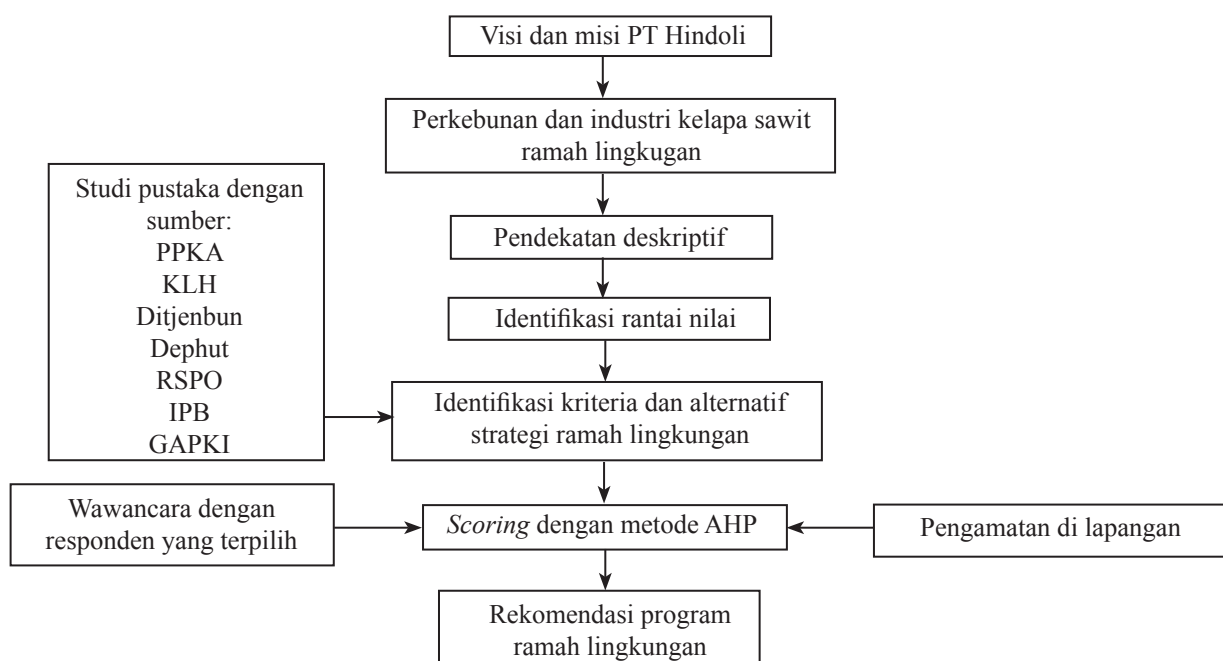 Visi dan misi PT Hindoli
Perkebunan dan industri kelapa sawit
ramah lingkugan
Studi pustaka dengan
sumber:
PPKA
KLH
Ditjenbun
Dephut
RSPO
IPB
GAPKI
Pendekatan deskriptif
Identifikasi rantai nilai
Identifikasi kriteria dan alternatif
strategi ramah lingkungan
Wawancara dengan
responden yang terpilih
Scoring dengan metode AHP
Pengamatan di lapangan
Rekomendasi program
ramah lingkungan